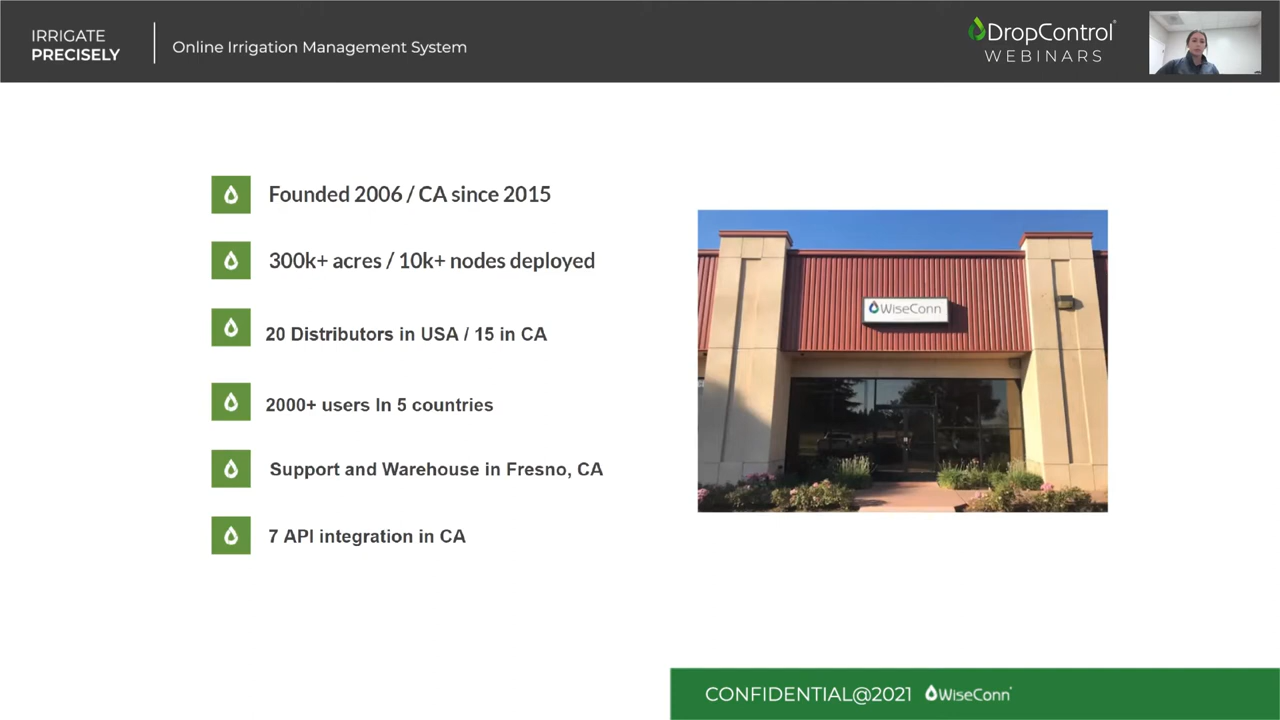 IRRIGATE
PRECISELY
Online Irrigation Management System
DropControl
WEBINARS
Founded 2006 / CA since 2015
300k+ acres / 10k+ nodes deployed
20 Distributors in USA / 15 in CA
2000+ users In 5 countries
Support and Warehouse in Fresno, CA
7 API integration in CA
WiseConn
CONFIDENTIAL@2021 WiseConn